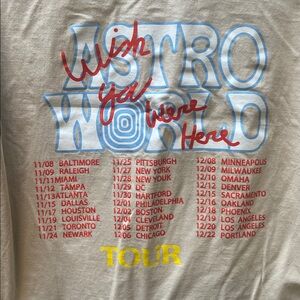 ASTRO
WORLD
Wish
you
Were
Here
11/08 BALTIMORE
11/09 RALEIGH
11/11 MIAMI
11/12 TAMPA
11/13 ATLANTA
11/15 DALLAS
11/17 HOUSTON
11/19 LOUISVILLE
11/21 TORONTO
11/24 NEWARK
11/25 PITTSBURGH
11/27 NEW YORK
11/28 NEW YORK
11/29 DC
11/30 HARTFORD
12/01 PHILADELPHIA
12/02 BOSTON
12/04 CLEVELAND
12/05 DETROIT
12/06 CHICAGO
12/08 MINNEAPOLIS
12/09 MILWAUKEE
12/10 OMAHA
12/12 DENVER
12/15 SACRAMENTO
12/16 OAKLAND
12/18 PHOENIX
12/19 LOS ANGELES
12/20 LOS ANGELES
12/22 PORTLAND
TOUR